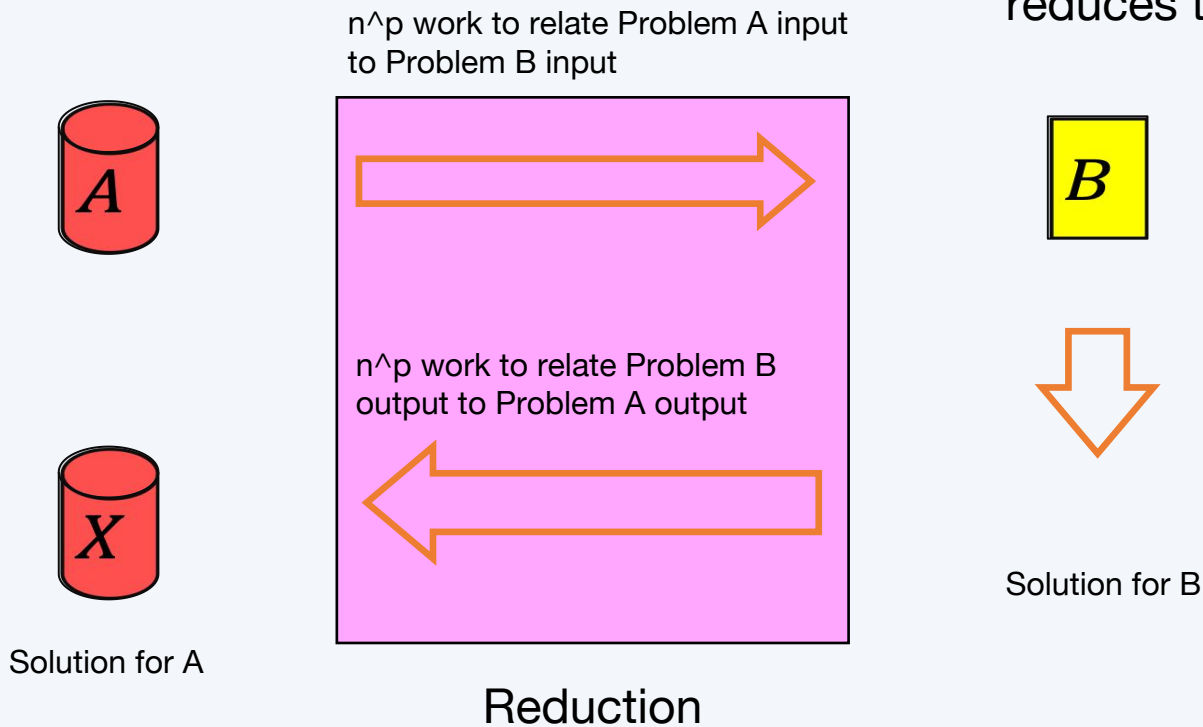 reduces t
n^p work to relate Problem A input
to Problem B input
A
B
n^p work to relate Problem B
output to Problem A output
X
Solution for B
Solution for A
Reduction